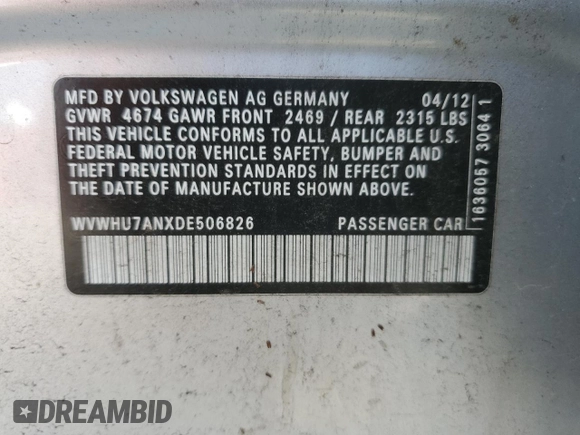 MFD BY VOLKSWAGEN AG GERMANY 04/12
GVWR 4674 GAWR FRONT 2469 / REAR 2315 LBS
THIS VEHICLE CONFORMS TO ALL APPLICABLE U.S.
FEDERAL MOTOR VEHICLE SAFETY, BUMPER AND
THEFT PREVENTION STANDARDS IN EFFECT ON
THE DATE OF MANUFACTURE SHOWN ABOVE.
WVWHU7ANXDE506826 PASSENGER CAR
1636057 3064 1
DREAMBID